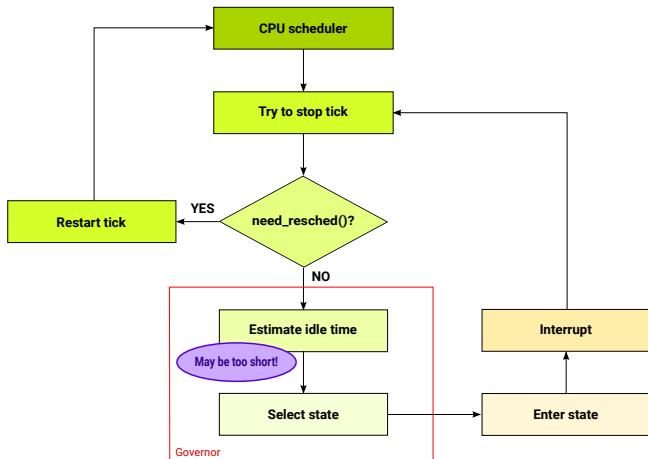 CPU scheduler
Try to stop tick
YES
Restart tick
need_resched()?
NO
Estimate idle time
Interrupt
May be too short!
Select state
Enter state
Governor